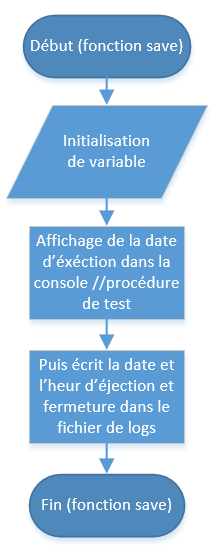 Début (fonction save)
Initialisation
de variable
Affichage de la date
d'éxéction dans la
console //procédure
de test
Puis écrit la date et
l'heur d'éjection et
fermeture dans le
fichier de logs
Fin (fonction save)